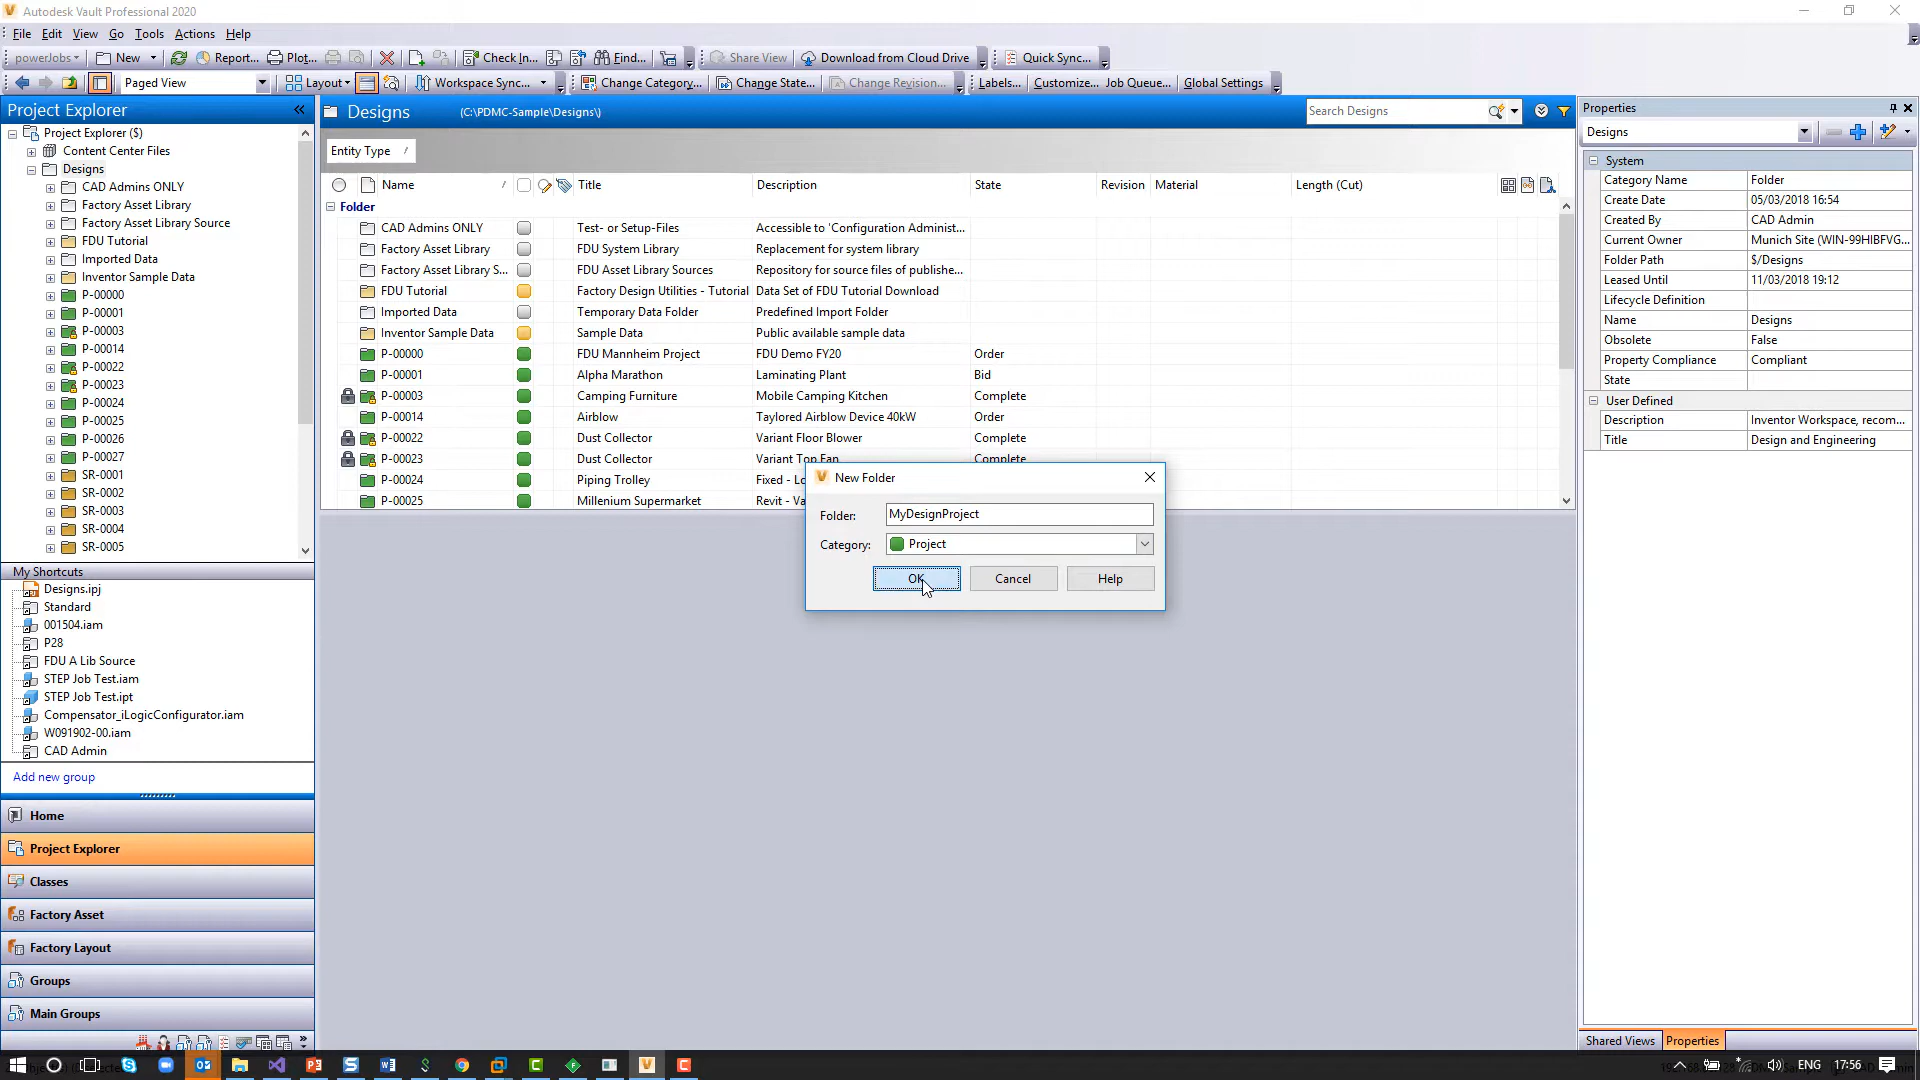 Autodesk Vault Professional 2020
File Edit View Go Tools Actions Help
powerJobs New Report... Plot... Check In... Find... Share View Download from Cloud Drive Quick Sync...
Paged View Layout Workspace Sync... Change Category... Change State... Change Revision... Labels... Customize... Job Queue... Global Settings
Project Explorer
Project Explorer ($)
Content Center Files
Designs
CAD Admins ONLY
Factory Asset Library
Factory Asset Library Source
FDU Tutorial
Imported Data
Inventor Sample Data
P-00000
P-00001
P-00003
P-00014
P-00022
P-00023
P-00024
P-00025
P-00026
P-00027
SR-0001
SR-0002
SR-0003
SR-0004
SR-0005
My Shortcuts
Designs.ipj
Standard
001504.iam
P28
FDU A Lib Source
STEP Job Test.iam
STEP Job Test.ipt
Compensator_iLogicConfigurator.iam
W091902-00.iam
CAD Admin
Add new group
Home
Project Explorer
Classes
Factory Asset
Factory Layout
Groups
Main Groups
Designs (C:\PDMC-Sample\Designs\) Search Designs
Entity Type
Name Title Description State Revision Material Length (Cut)
Folder
CAD Admins ONLY Test- or Setup-Files Accessible to 'Configuration Administ...
Factory Asset Library FDU System Library Replacement for system library
Factory Asset Library S... FDU Asset Library Sources Repository for source files of publishe...
FDU Tutorial Factory Design Utilities - Tutorial Data Set of FDU Tutorial Download
Imported Data Temporary Data Folder Predefined Import Folder
Inventor Sample Data Sample Data Public available sample data
P-00000 FDU Mannheim Project FDU Demo FY20 Order
P-00001 Alpha Marathon Laminating Plant Bid
P-00003 Camping Furniture Mobile Camping Kitchen Complete
P-00014 Airblow Taylored Airblow Device 40kW Order
P-00022 Dust Collector Variant Floor Blower Complete
P-00023 Dust Collector Variant Top Fan Complete
P-00024 Piping Trolley Fixed -
P-00025 Millenium Supermarket Revit -
New Folder
Folder: MyDesignProject
Category: Project
OK Cancel Help
Properties
Designs
System
Category Name Folder
Create Date 05/03/2018 16:54
Created By CAD Admin
Current Owner Munich Site (WIN-99HIBFVG...
Folder Path $/Designs
Leased Until 11/03/2018 19:12
Lifecycle Definition
Name Designs
Obsolete False
Property Compliance Compliant
State
User Defined
Description Inventor Workspace, recom...
Title Design and Engineering
Shared Views Properties
ENG 17:56